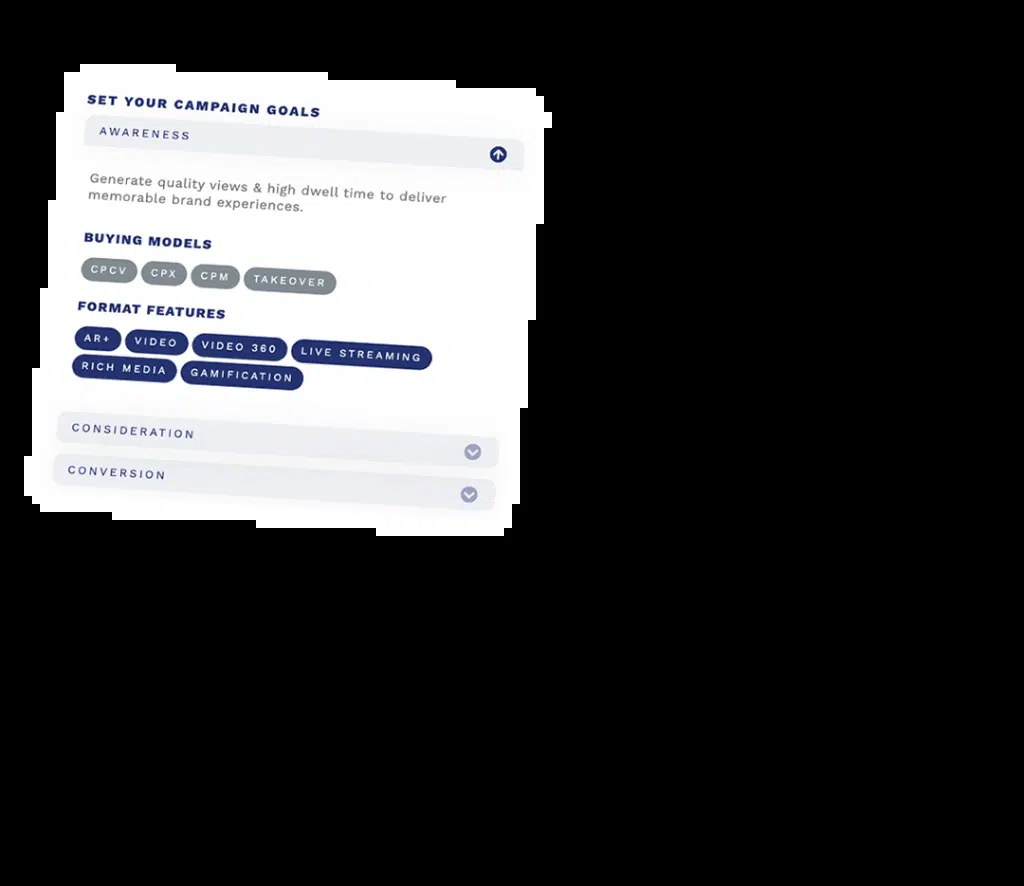 SET YOUR CAMPAIGN GOALS
AWARENESS
Generate quality views & high dwell time to deliver
memorable brand experiences.
BUYING MODELS
CPCV CPX CPM TAKEOVER
FORMAT FEATURES
AR+ VIDEO VIDEO 360 LIVE STREAMING
RICH MEDIA GAMIFICATION
CONSIDERATION
CONVERSION